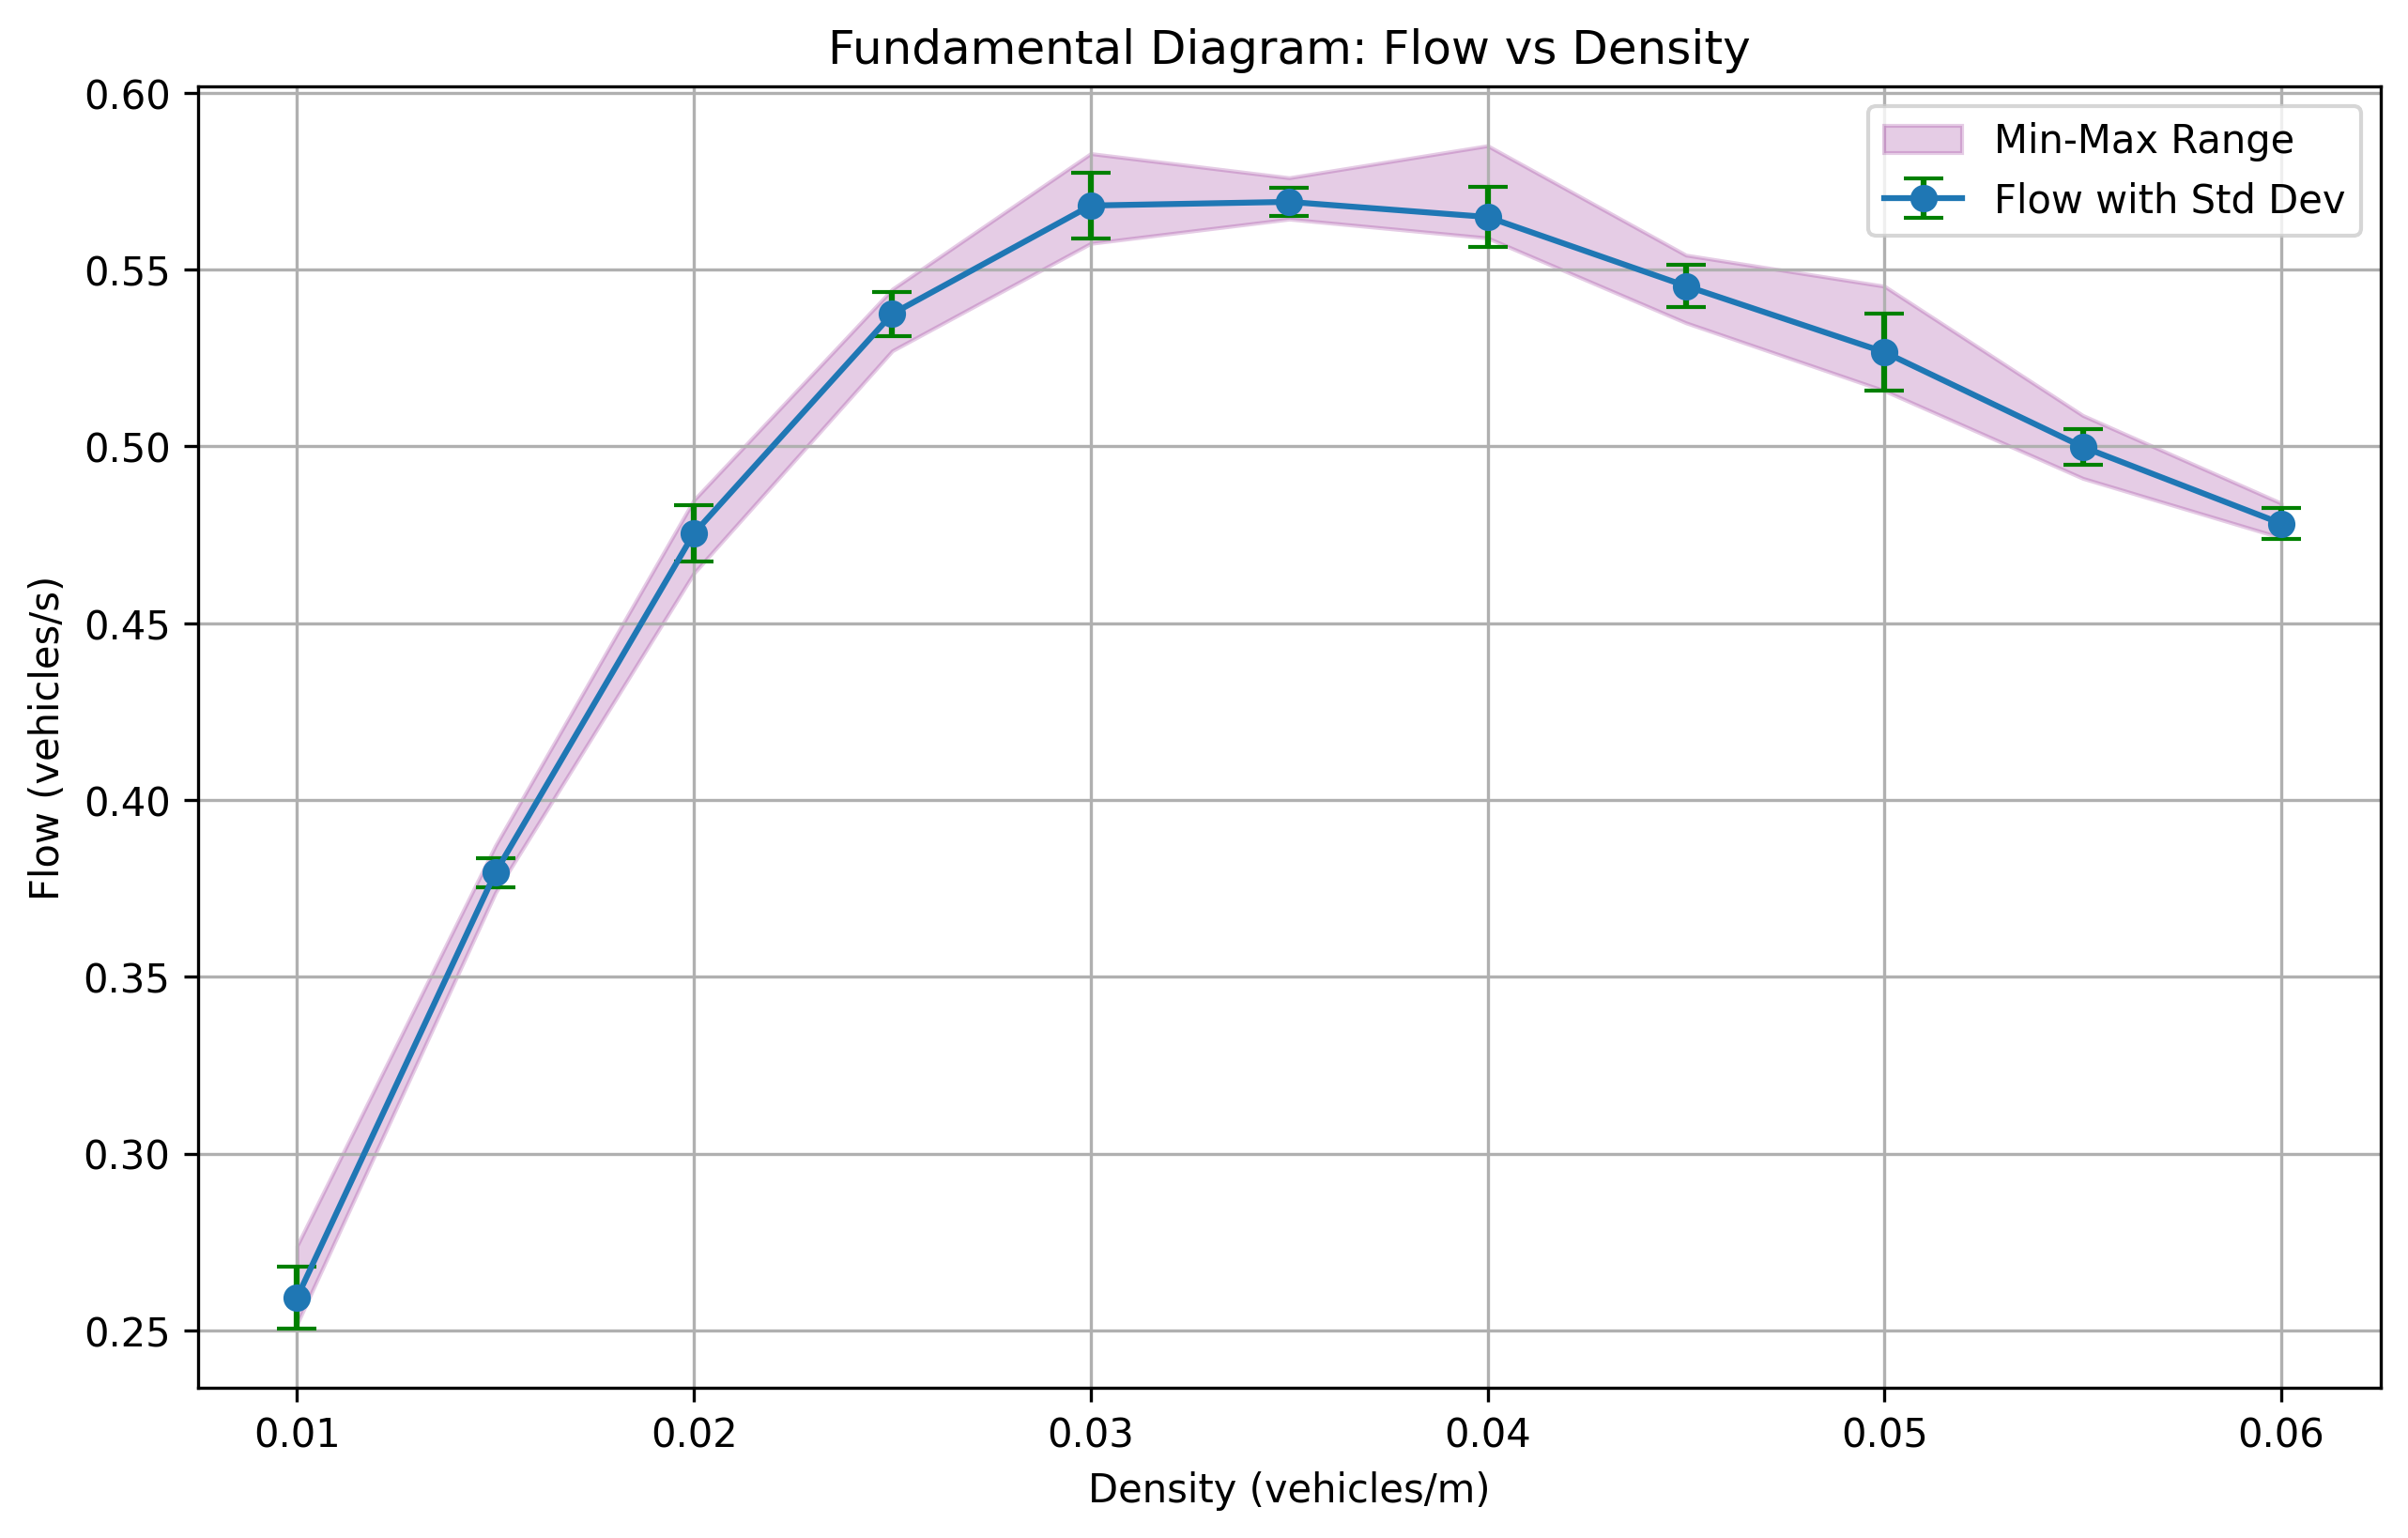 Fundamental Diagram: Flow vs Density
Min-Max Range
Flow with Std Dev
Flow (vehicles/s)
0.60
0.55
0.50
0.45
0.40
0.35
0.30
0.25
0.01 0.02 0.03 0.04 0.05 0.06
Density (vehicles/m)